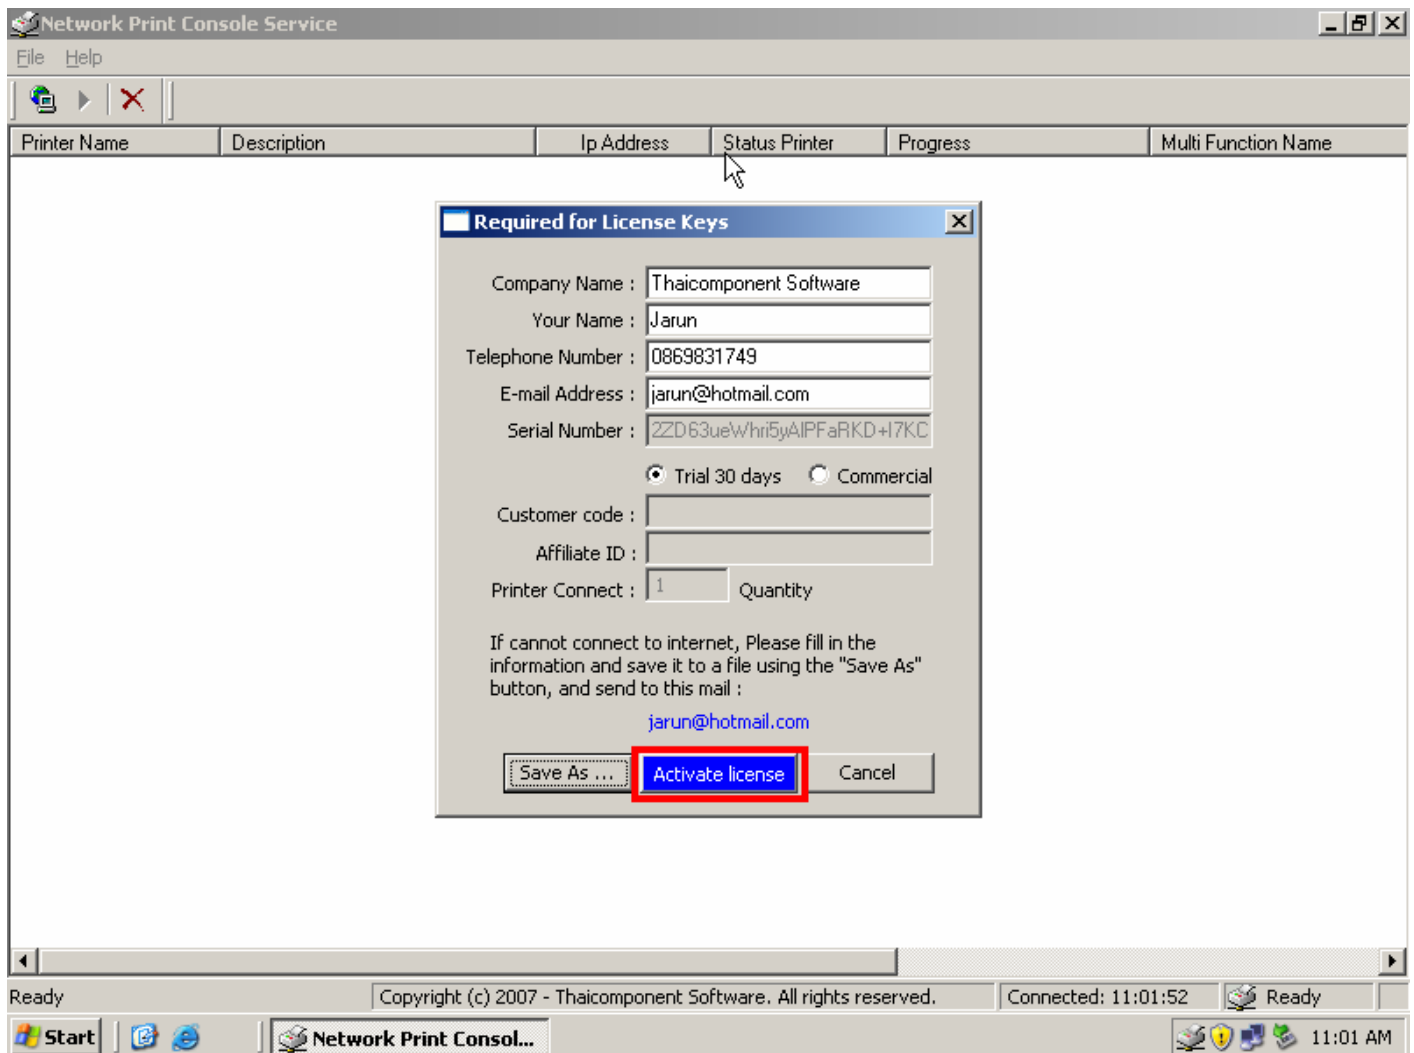 Network Print Console Service
File Help
Printer Name Description Ip Address Status Printer Progress Multi Function Name
Required for License Keys
Company Name : Thaicomponent Software
Your Name : Jarun
Telephone Number : 0869831749
E-mail Address : jarun@hotmail.com
Serial Number : 2ZD63ueWhri5yAlPFaRKD+I7KC
Trial 30 days Commercial
Customer code :
Affiliate ID :
Printer Connect : 1 Quantity
If cannot connect to internet, Please fill in the
information and save it to a file using the "Save As"
button, and send to this mail :
jarun@hotmail.com
Save As ... Activate license Cancel
Ready Copyright (c) 2007 - Thaicomponent Software. All rights reserved. Connected: 11:01:52 Ready
Start Network Print Consol... 11:01 AM